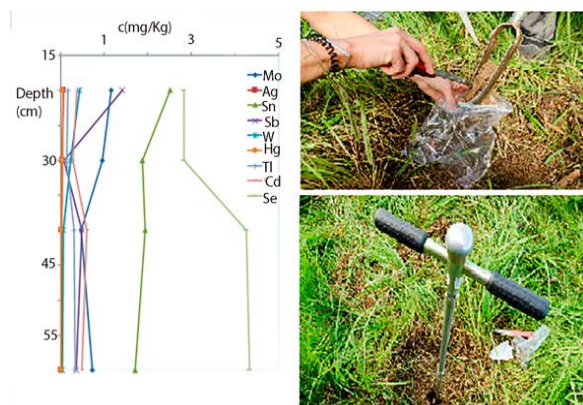 c(mg/Kg)
1 3 5
15
Depth
(cm)
30
45
55
Mo
Ag
Sn
Sb
W
Hg
Tl
Cd
Se